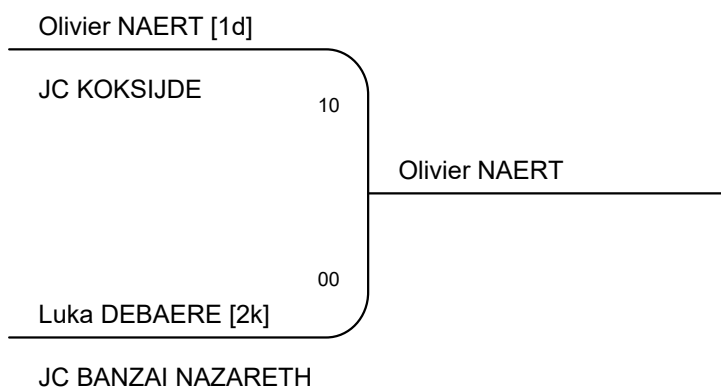 Olivier NAERT [1d]
JC KOKSIJDE
10
Olivier NAERT
00
Luka DEBAERE [2k]
JC BANZAI NAZARETH